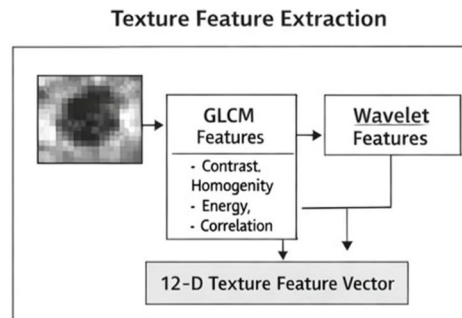 Texture Feature Extraction
GLCM
Features
- Contrast.
Homogenity
- Energy,
- Correlation
Wavelet
Features
12-D Texture Feature Vector